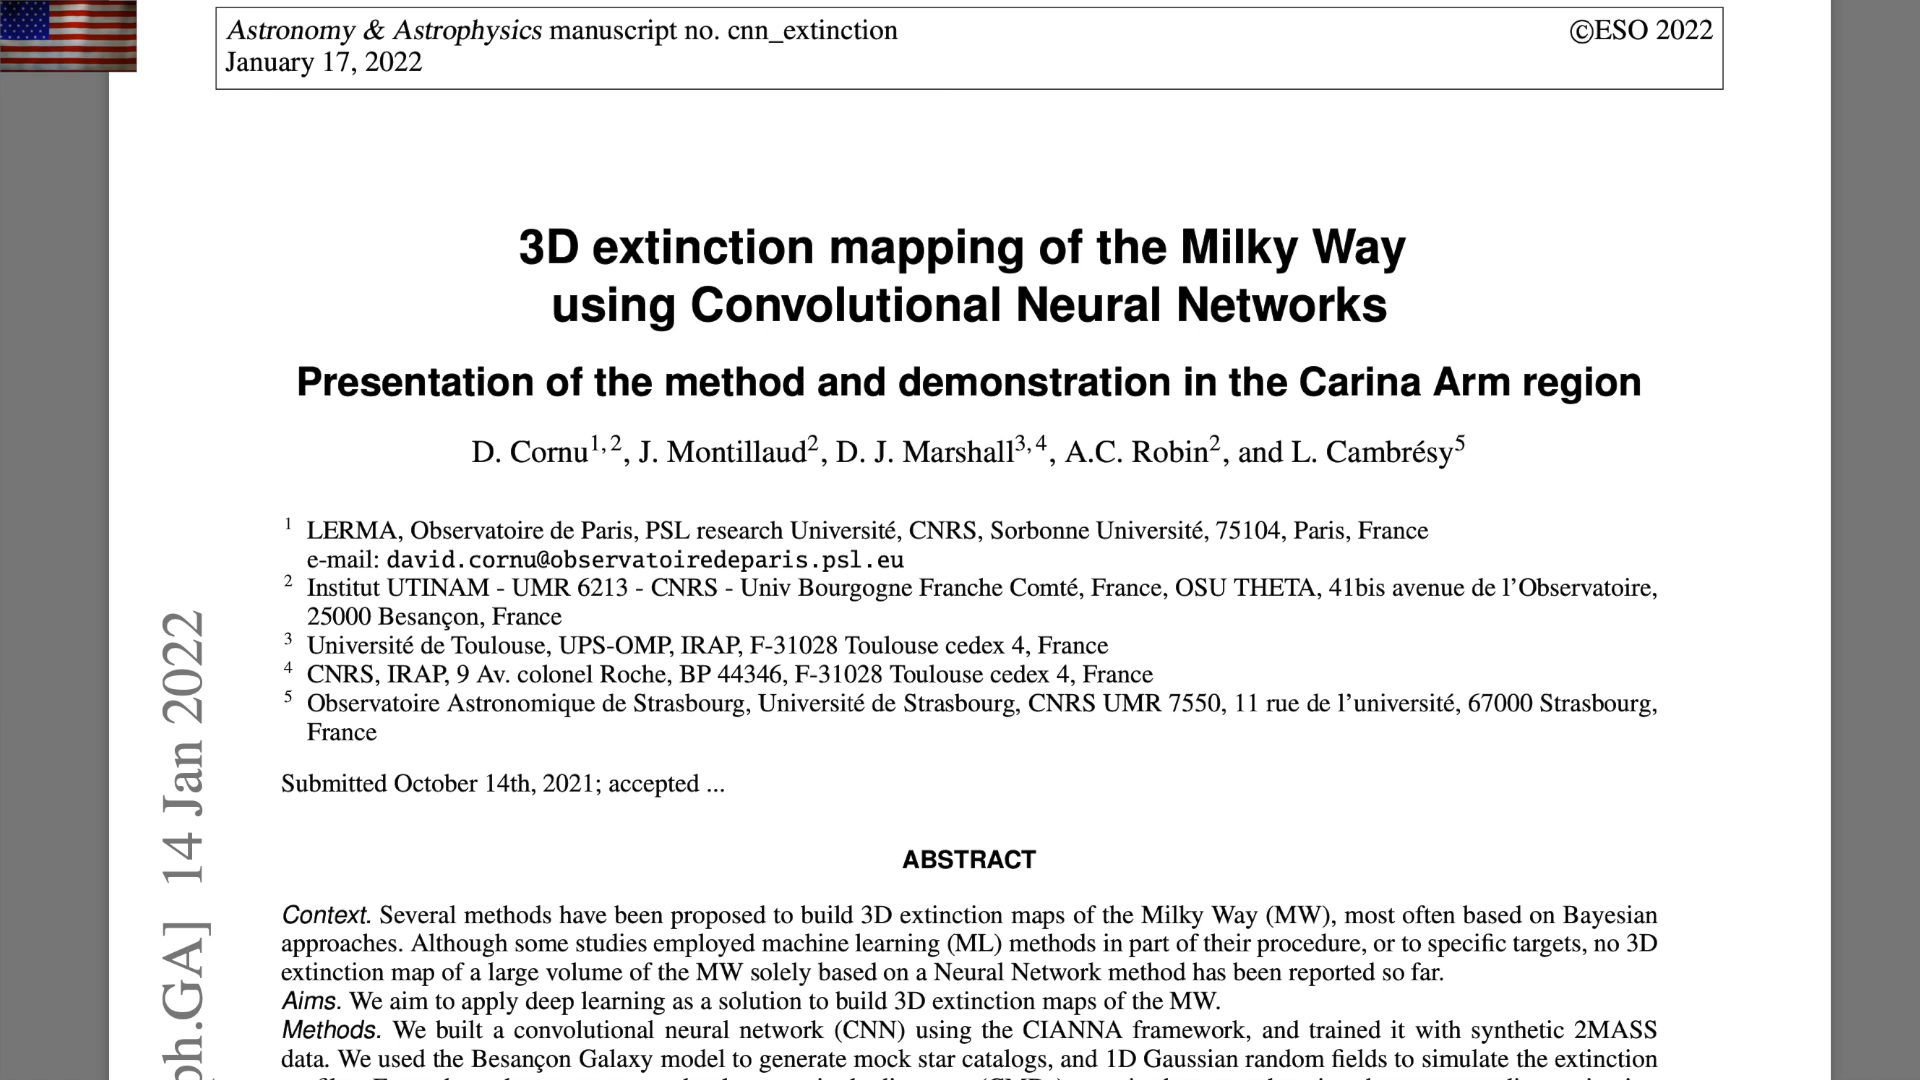 Astronomy & Astrophysics manuscript no. cnn_extinction ©ESO 2022
January 17, 2022
3D extinction mapping of the Milky Way
using Convolutional Neural Networks
Presentation of the method and demonstration in the Carina Arm region
D. Cornu1,2, J. Montillaud2, D. J. Marshall3,4, A.C. Robin2, and L. Cambrésy5
1 LERMA, Observatoire de Paris, PSL research Université, CNRS, Sorbonne Université, 75104, Paris, France
e-mail: david.cornu@observatoiredeparis.psl.eu
2 Institut UTINAM - UMR 6213 - CNRS - Univ Bourgogne Franche Comté, France, OSU THETA, 41bis avenue de l'Observatoire,
25000 Besançon, France
3 Université de Toulouse, UPS-OMP, IRAP, F-31028 Toulouse cedex 4, France
4 CNRS, IRAP, 9 Av. colonel Roche, BP 44346, F-31028 Toulouse cedex 4, France
5 Observatoire Astronomique de Strasbourg, Université de Strasbourg, CNRS UMR 7550, 11 rue de l'université, 67000 Strasbourg,
France
Submitted October 14th, 2021; accepted ...
ABSTRACT
Context. Several methods have been proposed to build 3D extinction maps of the Milky Way (MW), most often based on Bayesian
approaches. Although some studies employed machine learning (ML) methods in part of their procedure, or to specific targets, no 3D
extinction map of a large volume of the MW solely based on a Neural Network method has been reported so far.
Aims. We aim to apply deep learning as a solution to build 3D extinction maps of the MW.
Methods. We built a convolutional neural network (CNN) using the CIANNA framework, and trained it with synthetic 2MASS
data. We used the Besançon Galaxy model to generate mock star catalogs, and 1D Gaussian random fields to simulate the extinction
ph.GA] 14 Jan 2022